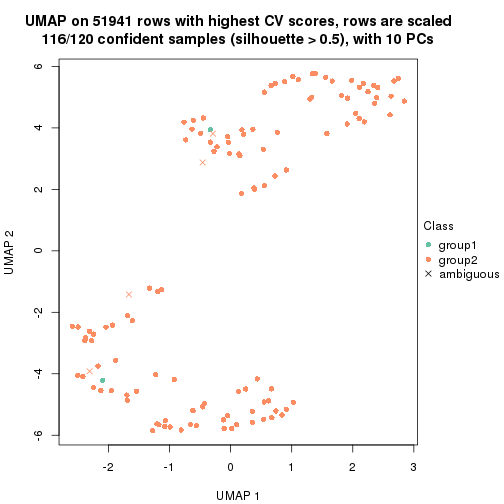 UMAP on 51941 rows with highest CV scores, rows are scaled
116/120 confident samples (silhouette > 0.5), with 10 PCs
6
4
2
0
-2
-4
-6
UMAP 2
-2
-1
0
1
2
3
UMAP 1
Class
group1
group2
ambiguous